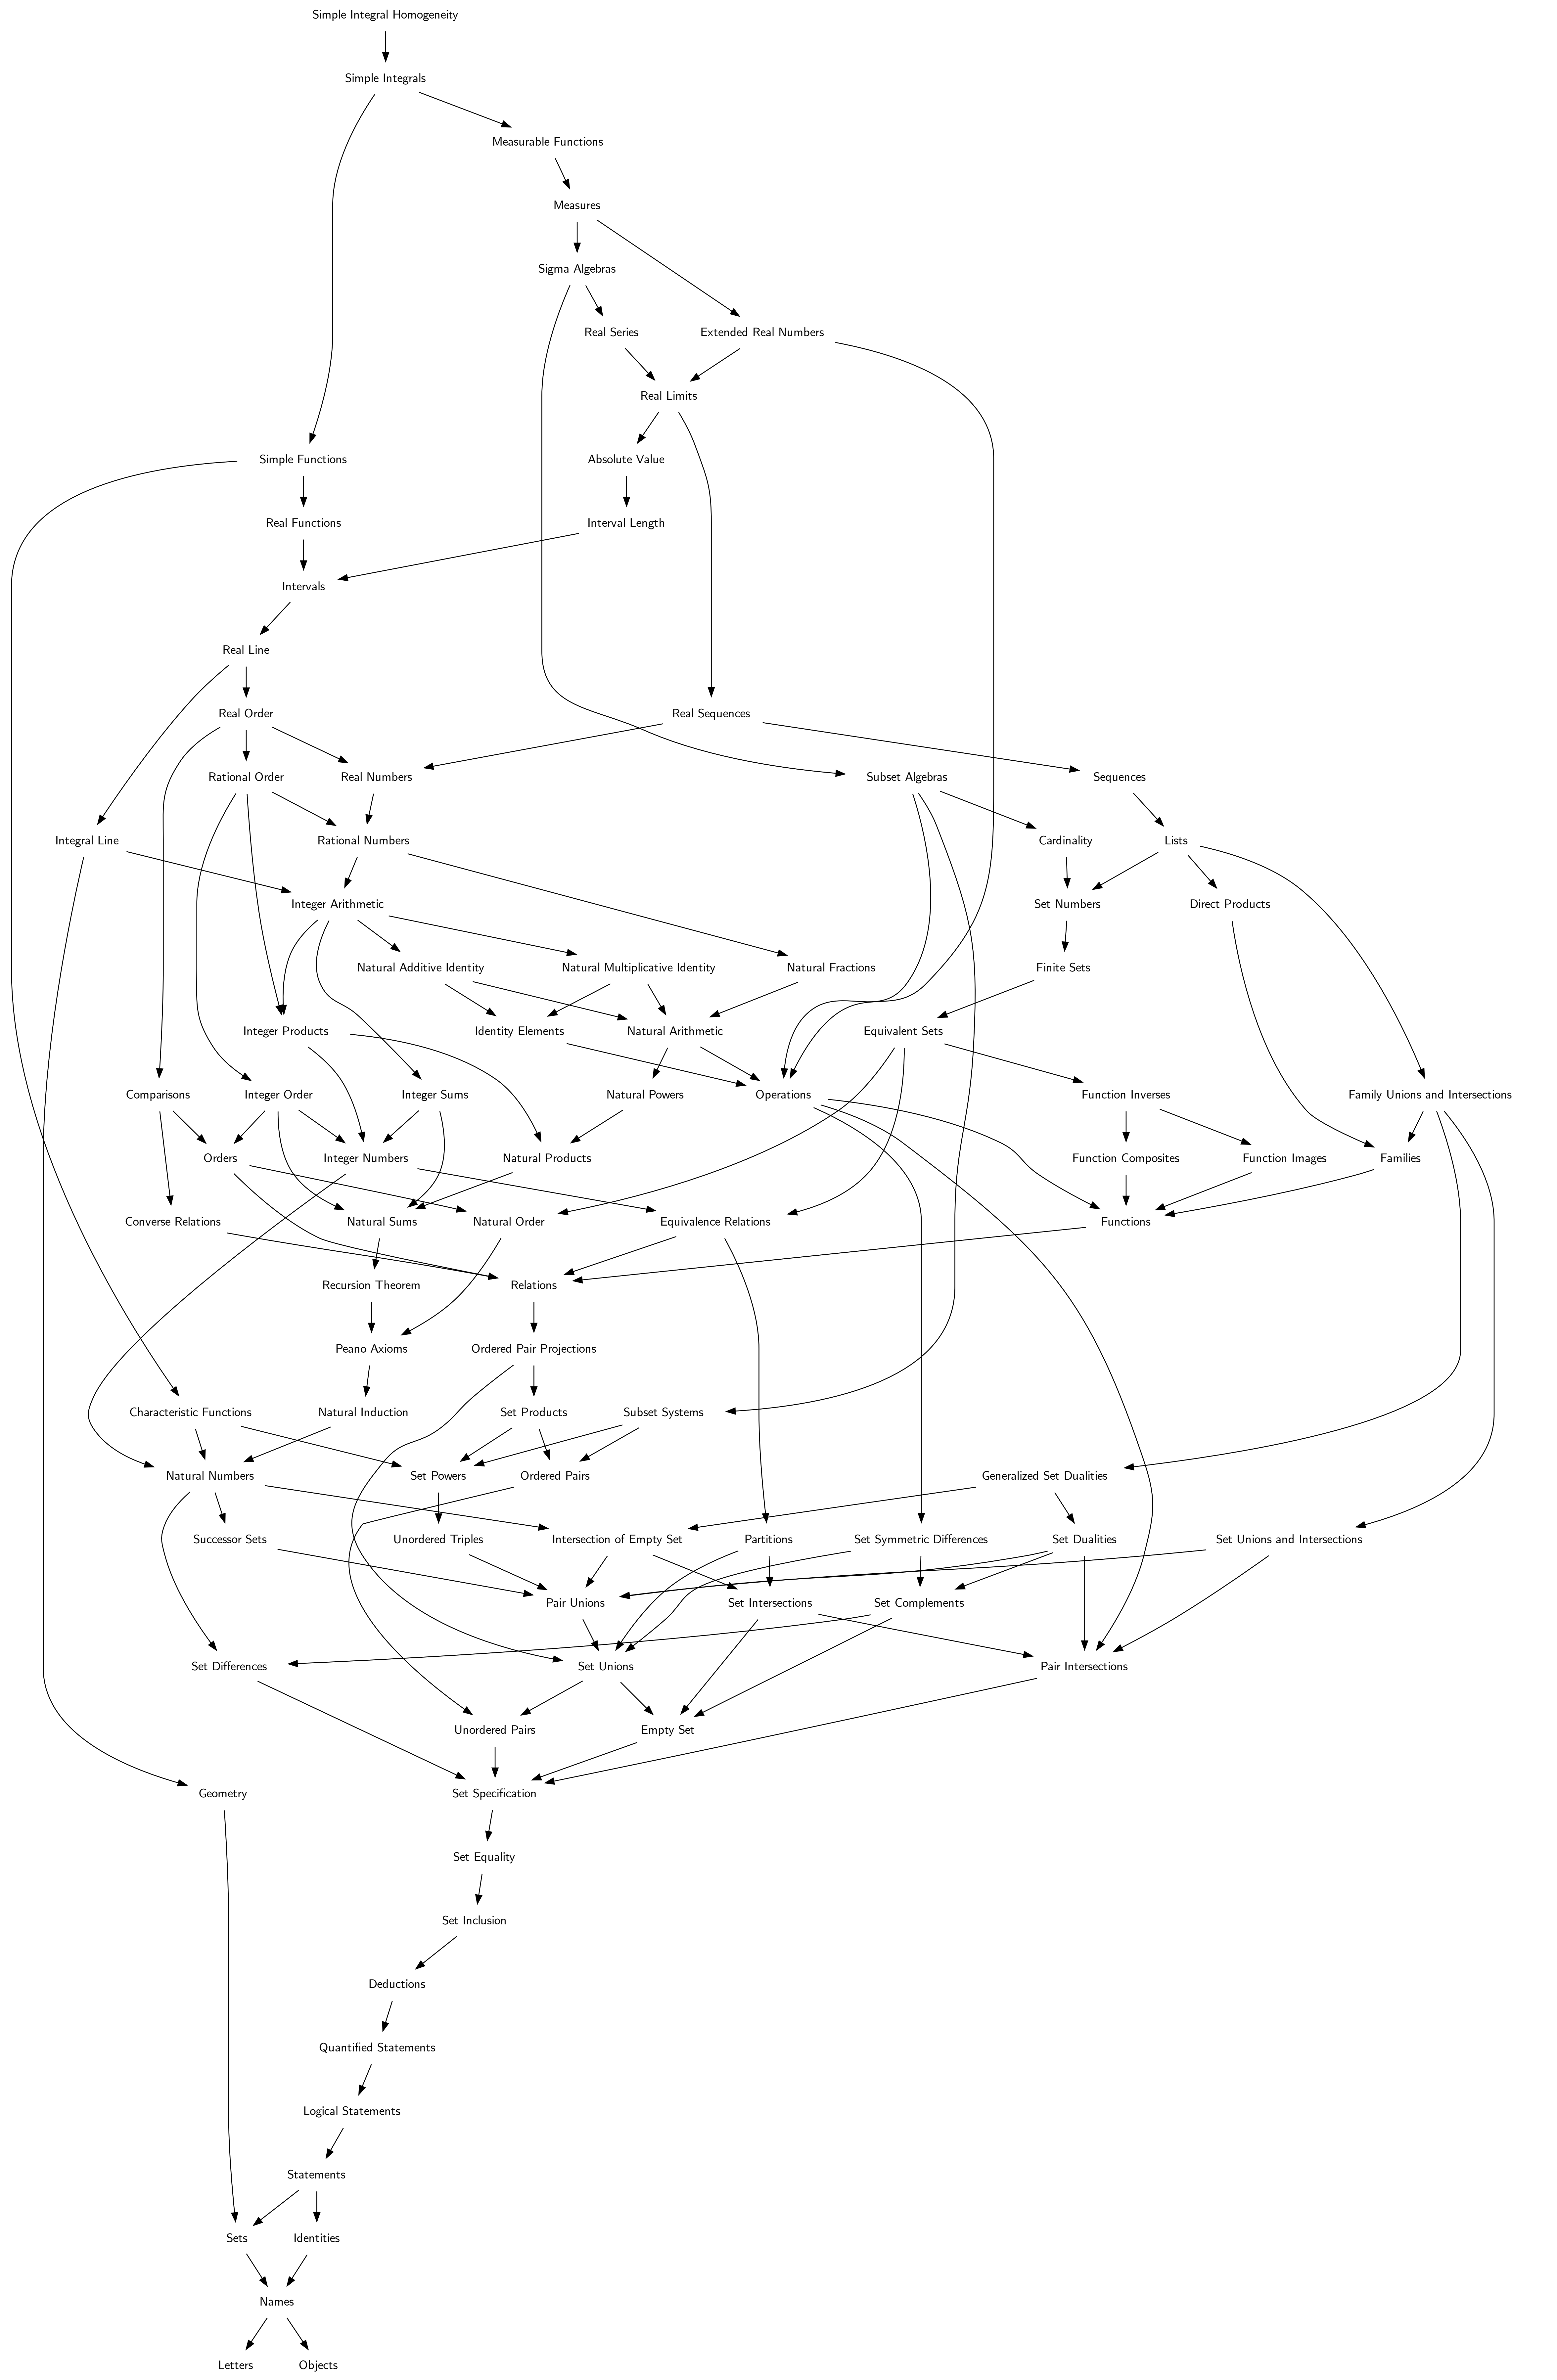 Simple Integral Homogeneity
Simple Integrals
Measurable Functions
Measures
Sigma Algebras
Real Series
Extended Real Numbers
Real Limits
Simple Functions
Absolute Value
Real Functions
Interval Length
Intervals
Real Line
Real Order
Real Sequences
Rational Order
Real Numbers
Subset Algebras
Sequences
Integral Line
Rational Numbers
Cardinality
Lists
Integer Arithmetic
Set Numbers
Direct Products
Natural Additive Identity
Natural Multiplicative Identity
Natural Fractions
Finite Sets
Integer Products
Identity Elements
Natural Arithmetic
Equivalent Sets
Comparisons
Integer Order
Integer Sums
Natural Powers
Operations
Function Inverses
Family Unions and Intersections
Orders
Integer Numbers
Natural Products
Function Composites
Function Images
Families
Converse Relations
Natural Sums
Natural Order
Equivalence Relations
Functions
Recursion Theorem
Relations
Peano Axioms
Ordered Pair Projections
Characteristic Functions
Natural Induction
Set Products
Subset Systems
Natural Numbers
Set Powers
Ordered Pairs
Generalized Set Dualities
Successor Sets
Unordered Triples
Intersection of Empty Set
Partitions
Set Symmetric Differences
Set Dualities
Set Unions and Intersections
Pair Unions
Set Intersections
Set Complements
Set Differences
Set Unions
Pair Intersections
Unordered Pairs
Empty Set
Geometry
Set Specification
Set Equality
Set Inclusion
Deductions
Quantified Statements
Logical Statements
Statements
Sets
Identities
Names
Letters
Objects